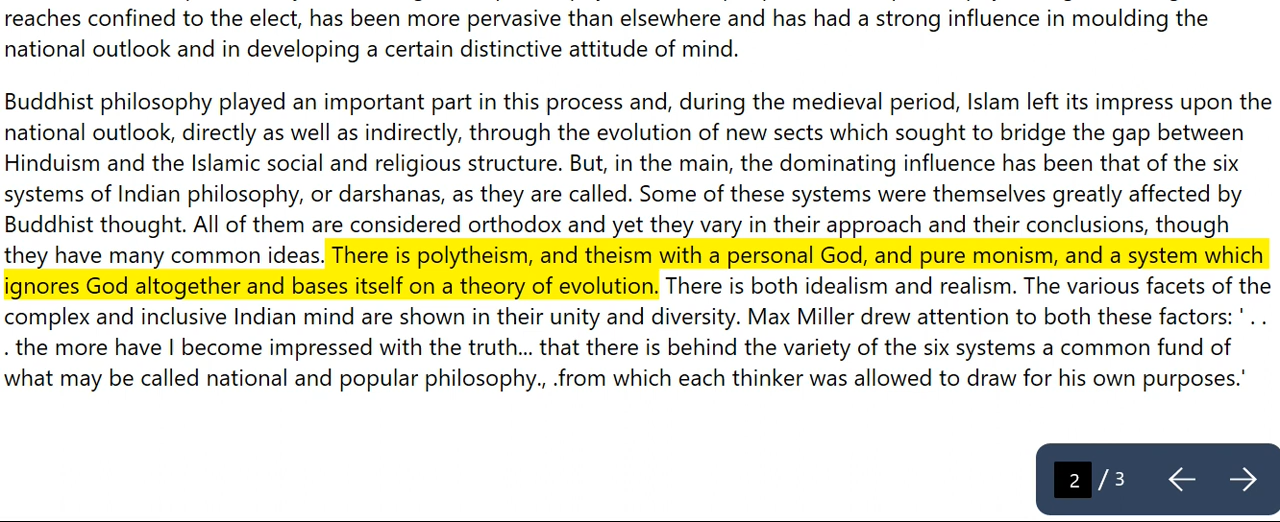 reaches confined to the elect, has been more pervasive than elsewhere and has had a strong influence in moulding the
national outlook and in developing a certain distinctive attitude of mind.
Buddhist philosophy played an important part in this process and, during the medieval period, Islam left its impress upon the
national outlook, directly as well as indirectly, through the evolution of new sects which sought to bridge the gap between
Hinduism and the Islamic social and religious structure. But, in the main, the dominating influence has been that of the six
systems of Indian philosophy, or darshanas, as they are called. Some of these systems were themselves greatly affected by
Buddhist thought. All of them are considered orthodox and yet they vary in their approach and their conclusions, though
they have many common ideas. There is polytheism, and theism with a personal God, and pure monism, and a system which
ignores God altogether and bases itself on a theory of evolution. There is both idealism and realism. The various facets of the
complex and inclusive Indian mind are shown in their unity and diversity. Max Miller drew attention to both these factors: ' . .
. the more have I become impressed with the truth... that there is behind the variety of the six systems a common fund of
what may be called national and popular philosophy., .from which each thinker was allowed to draw for his own purposes.'
2 / 3